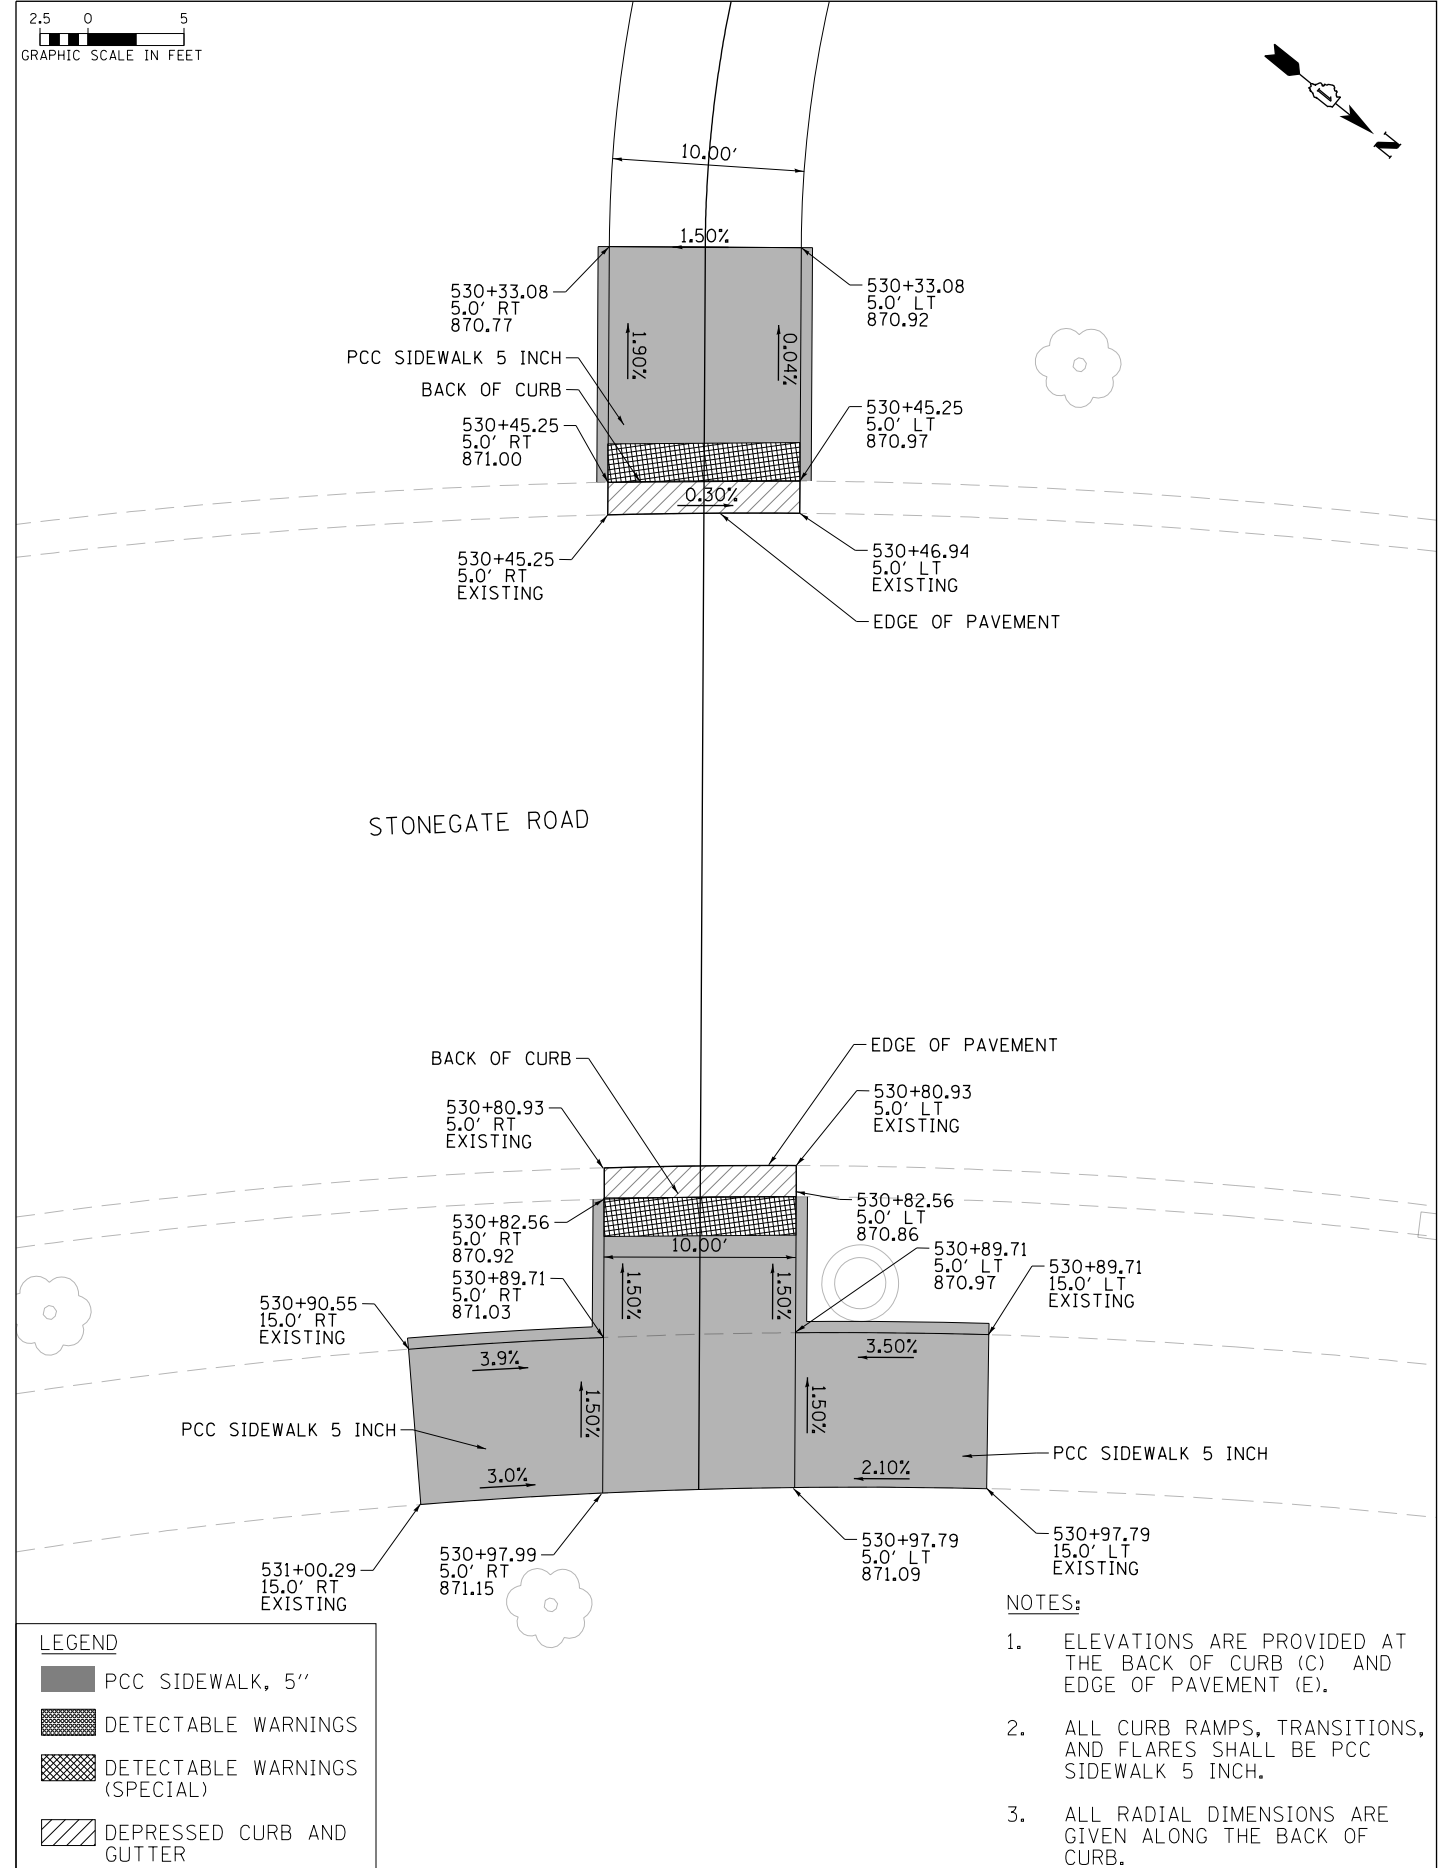 2.5 0 5
GRAPHIC SCALE IN FEET
N
10.00'
1.50%
530+33.08
5.0' RT
870.77
530+33.08
5.0' LT
870.92
PCC SIDEWALK 5 INCH
1.90%
0.04%
BACK OF CURB
530+45.25
5.0' RT
871.00
530+45.25
5.0' LT
870.97
0.30%
530+45.25
5.0' RT
EXISTING
530+46.94
5.0' LT
EXISTING
EDGE OF PAVEMENT
STONEGATE ROAD
BACK OF CURB
EDGE OF PAVEMENT
530+80.93
5.0' RT
EXISTING
530+80.93
5.0' LT
EXISTING
530+82.56
5.0' RT
870.92
530+82.56
5.0' LT
870.86
10.00'
530+89.71
5.0' RT
871.03
530+89.71
5.0' LT
870.97
530+89.71
15.0' LT
EXISTING
530+90.55
15.0' RT
EXISTING
1.50%
1.50%
3.9%
3.50%
1.50%
1.50%
PCC SIDEWALK 5 INCH
PCC SIDEWALK 5 INCH
3.0%
2.10%
531+00.29
15.0' RT
EXISTING
530+97.99
5.0' RT
871.15
530+97.79
5.0' LT
871.09
530+97.79
15.0' LT
EXISTING
LEGEND
PCC SIDEWALK, 5''
DETECTABLE WARNINGS
DETECTABLE WARNINGS
(SPECIAL)
DEPRESSED CURB AND
GUTTER
NOTES:
1. ELEVATIONS ARE PROVIDED AT
THE BACK OF CURB (C) AND
EDGE OF PAVEMENT (E).
2. ALL CURB RAMPS, TRANSITIONS,
AND FLARES SHALL BE PCC
SIDEWALK 5 INCH.
3. ALL RADIAL DIMENSIONS ARE
GIVEN ALONG THE BACK OF
CURB.